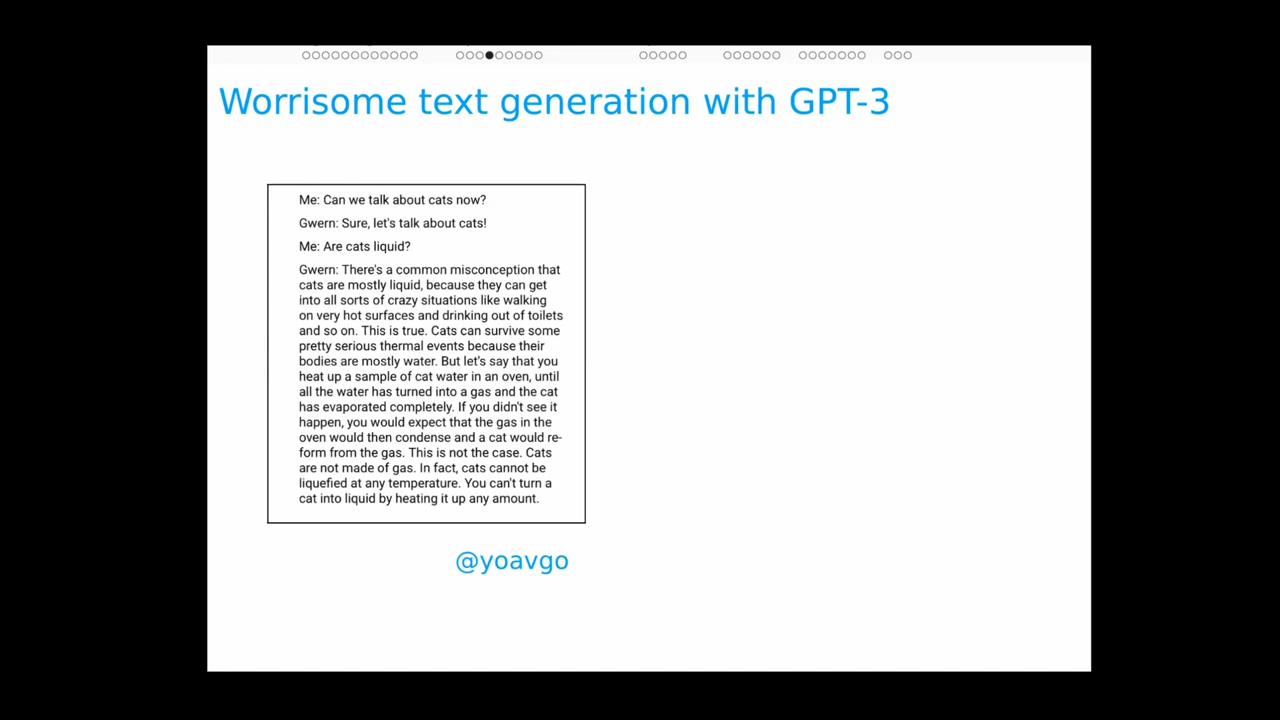 Worrisome text generation with GPT-3
Me: Can we talk about cats now?
Gwern: Sure, let's talk about cats!
Me: Are cats liquid?
Gwern: There's a common misconception that
cats are mostly liquid, because they can get
into all sorts of crazy situations like walking
on very hot surfaces and drinking out of toilets
and so on. This is true. Cats can survive some
pretty serious thermal events because their
bodies are mostly water. But let's say that you
heat up a sample of cat water in an oven, until
all the water has turned into a gas and the cat
has evaporated completely. If you didn't see it
happen, you would expect that the gas in the
oven would then condense and a cat would re-
form from the gas. This is not the case. Cats
are not made of gas. In fact, cats cannot be
liquefied at any temperature. You can't turn a
cat into liquid by heating it up any amount.
@yoavgo